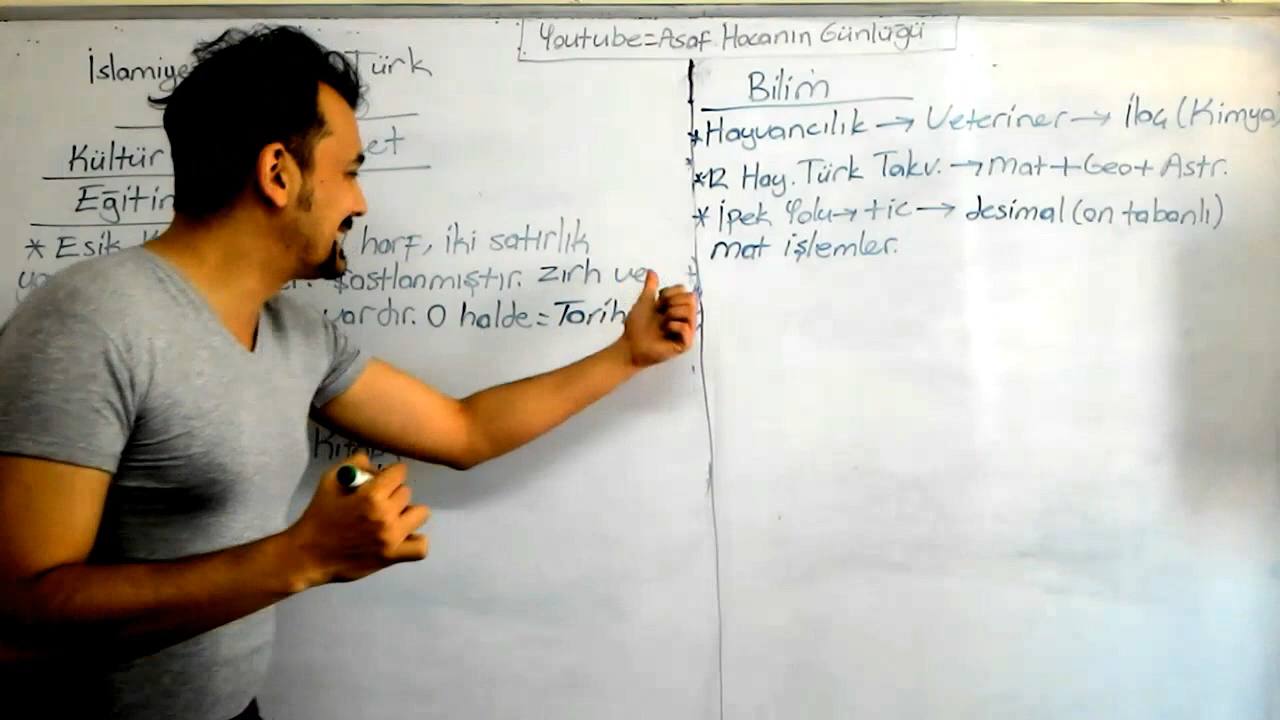 Youtube=Asaf Hocanın Günlüğü
İslamiye Türk
Kültür et
Eğitim
* Esik harf, iki satırlık
rastlanmıştır. zırh ve
vardır. O halde=Tarih
Kitap
Bilim
*Hayvancılık → Veteriner → İlaç (Kimya)
*12 Hay. Türk Takv. → mat+Geo+ Astr.
* İpek Yolu→ tic → desimal (on tabanlı)
mat işlemler.